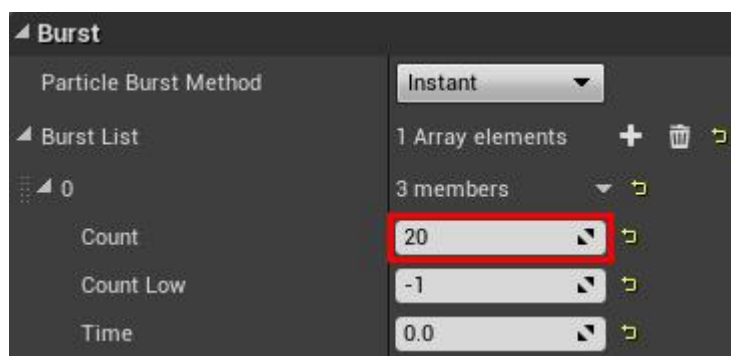 Burst
Particle Burst Method Instant
Burst List 1 Array elements
0 3 members
Count 20
Count Low -1
Time 0.0